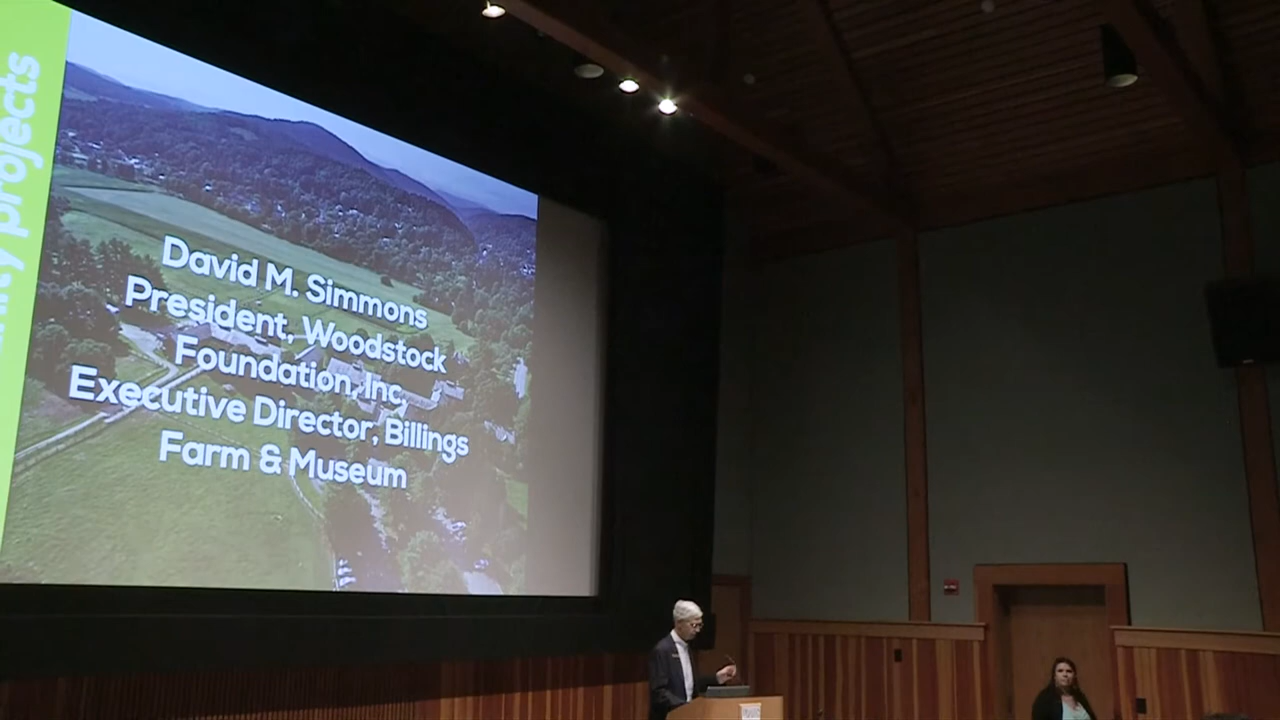 projects
David M. Simmons
President, Woodstock
Foundation, Inc.
Executive Director, Billings
Farm & Museum